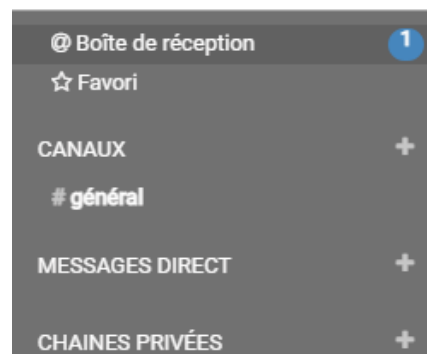 @ Boîte de réception 1
☆ Favori
CANAUX +
# général
MESSAGES DIRECT +
CHAINES PRIVÉES +